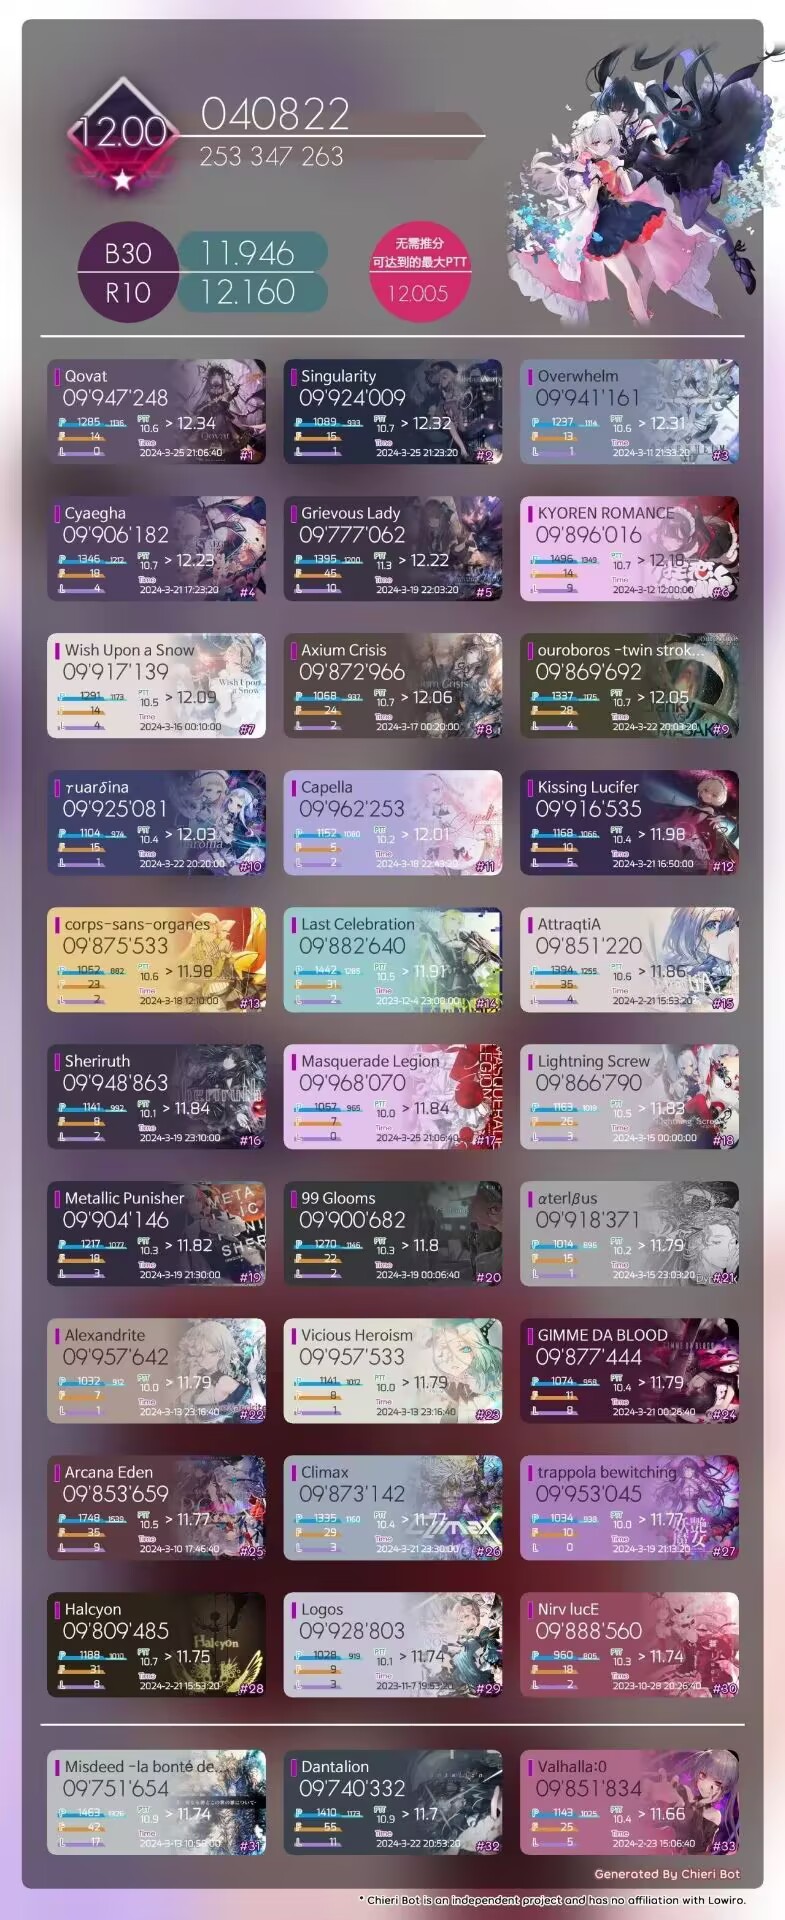 12.00
040822
253 347 263
B30 11.946
R10 12.160
无需推分
可达到的最大PTT
12.005
Qovat
09'947'248
P 1285 1136 PTT 10.6 > 12.34
F 14 Time
L 0 2024-3-25 21:06:40 #1
Singularity
09'924'009
P 1089 933 PTT 10.7 > 12.32
F 15 Time
L 1 2024-3-25 21:23:20 #2
Overwhelm
09'941'161
P 1237 1114 PTT 10.6 > 12.31
F 13 Time
L 1 2024-3-11 21:33:20 #3
Cyaegha
09'906'182
P 1346 1212 PTT 10.7 > 12.23
F 18 Time
L 4 2024-3-21 17:23:20 #4
Grievous Lady
09'777'062
P 1395 1200 PTT 11.3 > 12.22
F 45 Time
L 10 2024-3-19 22:03:20 #5
KYOREN ROMANCE
09'896'016
P 1496 1349 PTT 10.7 > 12.18
F 14 Time
L 9 2024-3-12 12:00:00 #6
Wish Upon a Snow
09'917'139
P 1291 1173 PTT 10.5 > 12.09
F 14 Time
L 4 2024-3-16 00:10:00 #7
Axium Crisis
09'872'966
P 1068 937 PTT 10.7 > 12.06
F 24 Time
L 2 2024-3-17 00:20:00 #8
ouroboros -twin strok...
09'869'692
P 1337 1175 PTT 10.7 > 12.05
F 28 Time
L 4 2024-3-22 20:03:20 #9
τuarδina
09'925'081
P 1104 974 PTT 10.4 > 12.03
F 15 Time
L 1 2024-3-22 20:20:00 #10
Capella
09'962'253
P 1152 1060 PTT 10.2 > 12.01
F 5 Time
L 2 2024-3-18 22:43:20 #11
Kissing Lucifer
09'916'535
P 1168 1066 PTT 10.4 > 11.98
F 10 Time
L 5 2024-3-21 16:50:00 #12
corps-sans-organes
09'875'533
P 1052 882 PTT 10.6 > 11.98
F 23 Time
L 2 2024-3-18 12:10:00 #13
Last Celebration
09'882'640
P 1442 1285 PTT 10.5 > 11.91
F 31 Time
L 2 2023-12-4 23:00:00 #14
AttraqtiA
09'851'220
P 1394 1255 PTT 10.6 > 11.86
F 35 Time
L 4 2024-2-21 15:53:20 #15
Sheriruth
09'948'863
P 1141 992 PTT 10.1 > 11.84
F 8 Time
L 2 2024-3-19 23:10:00 #16
Masquerade Legion
09'968'070
P 1057 965 PTT 10.0 > 11.84
F 7 Time
L 0 2024-3-25 21:06:40 #17
Lightning Screw
09'866'790
P 1163 1019 PTT 10.5 > 11.83
F 26 Time
L 3 2024-3-15 00:00:00 #18
Metallic Punisher
09'904'146
P 1217 1077 PTT 10.3 > 11.82
F 18 Time
L 3 2024-3-19 21:30:00 #19
99 Glooms
09'900'682
P 1270 1146 PTT 10.3 > 11.8
F 22 Time
L 2 2024-3-19 00:06:40 #20
αterlβus
09'918'371
P 1014 896 PTT 10.2 > 11.79
F 15 Time
L 1 2024-3-15 23:03:20 #21
Alexandrite
09'957'642
P 1032 912 PTT 10.0 > 11.79
F 7 Time
L 1 2024-3-13 23:16:40 #22
Vicious Heroism
09'957'533
P 1141 1012 PTT 10.0 > 11.79
F 8 Time
L 1 2024-3-13 23:16:40 #23
GIMME DA BLOOD
09'877'444
P 1074 958 PTT 10.4 > 11.79
F 11 Time
L 8 2024-3-21 00:26:40 #24
Arcana Eden
09'853'659
P 1748 1539 PTT 10.5 > 11.77
F 35 Time
L 9 2024-3-10 17:46:40 #25
Climax
09'873'142
P 1335 1160 PTT 10.4 > 11.77
F 29 Time
L 3 2024-3-21 23:30:00 #26
trappola bewitching
09'953'045
P 1034 938 PTT 10.0 > 11.77
F 10 Time
L 0 2024-3-19 21:13:20 #27
Halcyon
09'809'485
P 1188 1010 PTT 10.7 > 11.75
F 31 Time
L 8 2024-2-21 15:53:20 #28
Logos
09'928'803
P 1028 919 PTT 10.1 > 11.74
F 9 Time
L 3 2023-11-7 19:53:20 #29
Nirv lucE
09'888'560
P 960 805 PTT 10.3 > 11.74
F 18 Time
L 2 2023-10-28 20:26:40 #30
Misdeed -la bonté de...
09'751'654
P 1463 PTT 10.9 > 11.74
F 42 Time
L 17 2024-3-13 10:56:00 #31
Dantalion
09'740'332
P 1410 1173 PTT 10.9 > 11.7
F 55 Time
L 11 2024-3-22 20:53:20 #32
Valhalla:0
09'851'834
P 1143 1025 PTT 10.4 > 11.66
F 25 Time
L 5 2024-2-23 15:06:40 #33
Generated By Chieri Bot
* Chieri Bot is an independent project and has no affiliation with Lowiro.